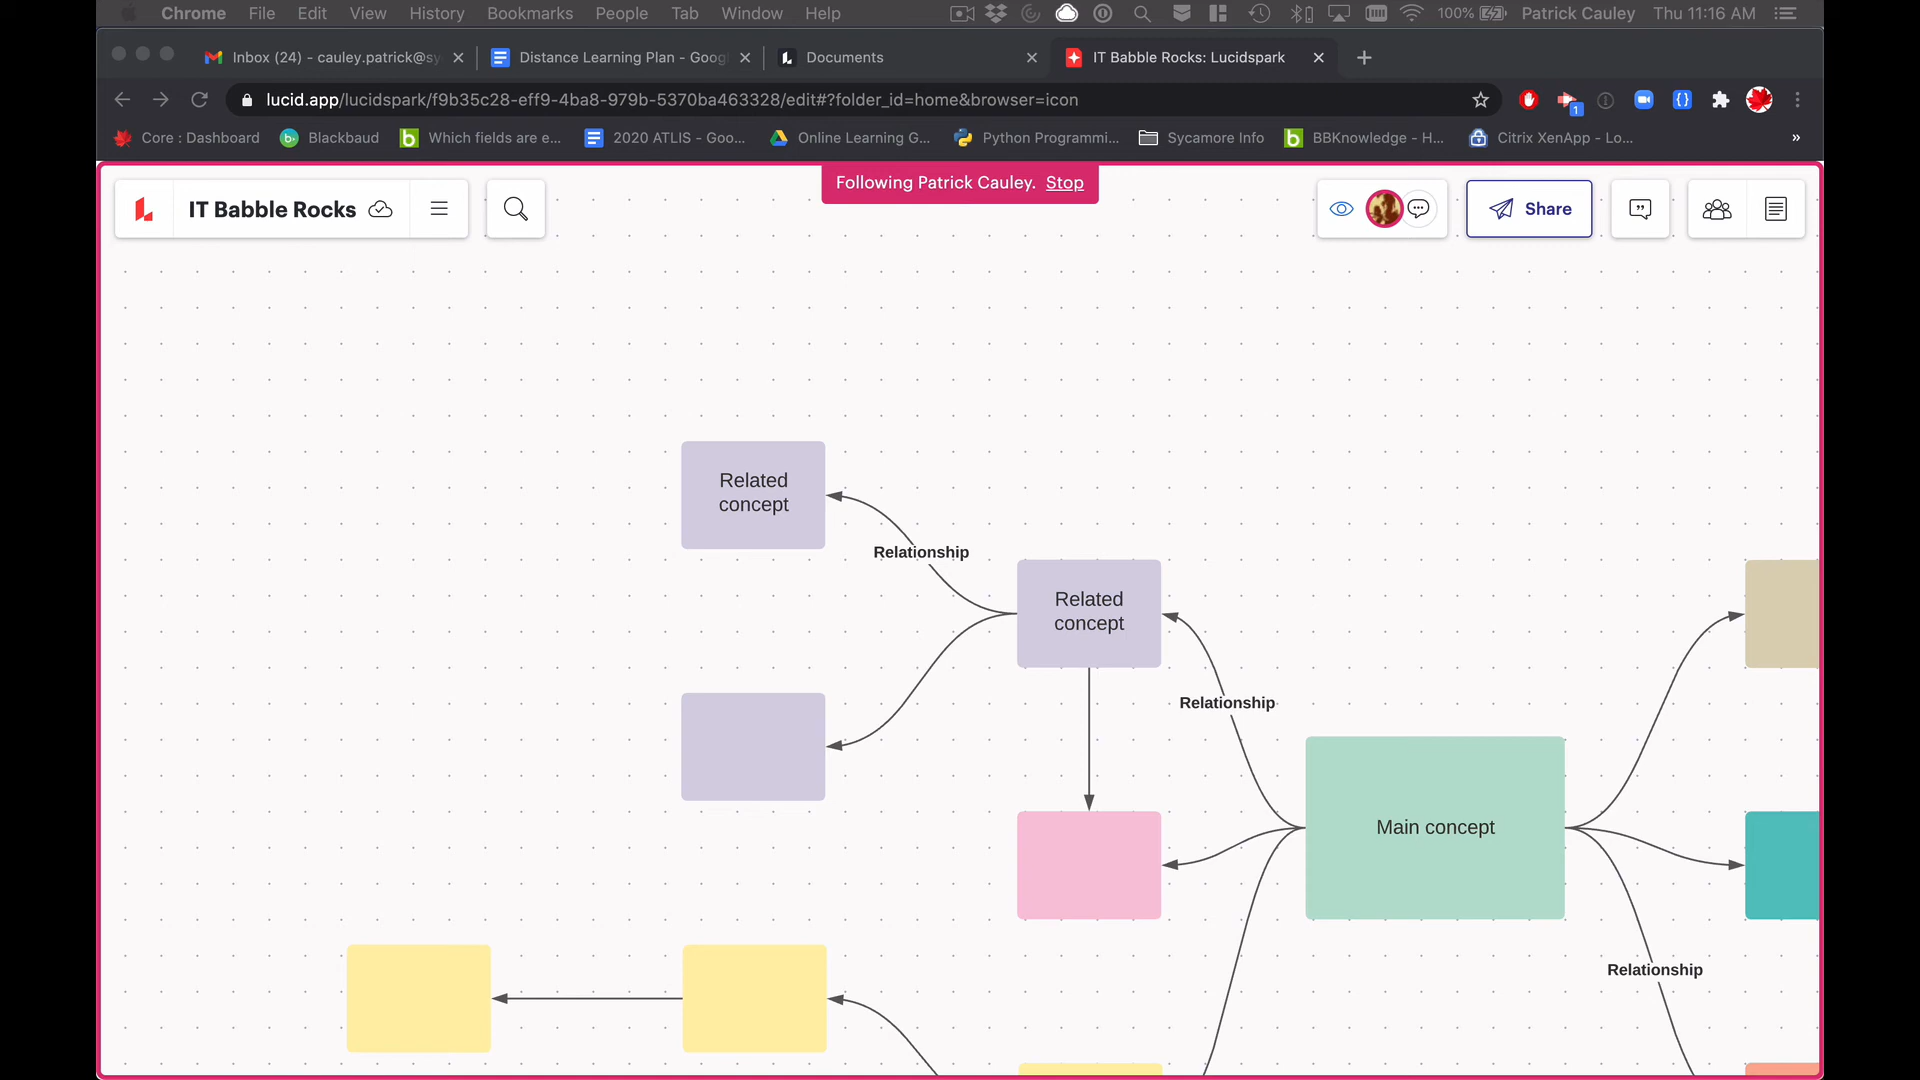 Chrome File Edit View History Bookmarks People Tab Window Help 100% Patrick Cauley Thu 11:16 AM
Inbox (24) - cauley.patrick@sy Distance Learning Plan - Goog Documents IT Babble Rocks: Lucidspark
lucid.app/lucidspark/f9b35c28-eff9-4ba8-979b-5370ba463328/edit#?folder_id=home&browser=icon 1
Core : Dashboard Blackbaud Which fields are e... 2020 ATLIS - Goo... Online Learning G... Python Programmi... Sycamore Info BBKnowledge - H... Citrix XenApp - Lo... »
Following Patrick Cauley. Stop
IT Babble Rocks Share
Related
concept
Relationship
Related
concept
Relationship
Main concept
Relationship